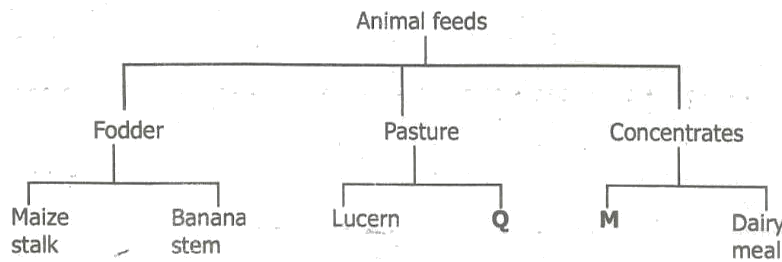 Animal feeds
Fodder Pasture Concentrates
Maize stalk Banana stem Lucern Q M Dairy meal